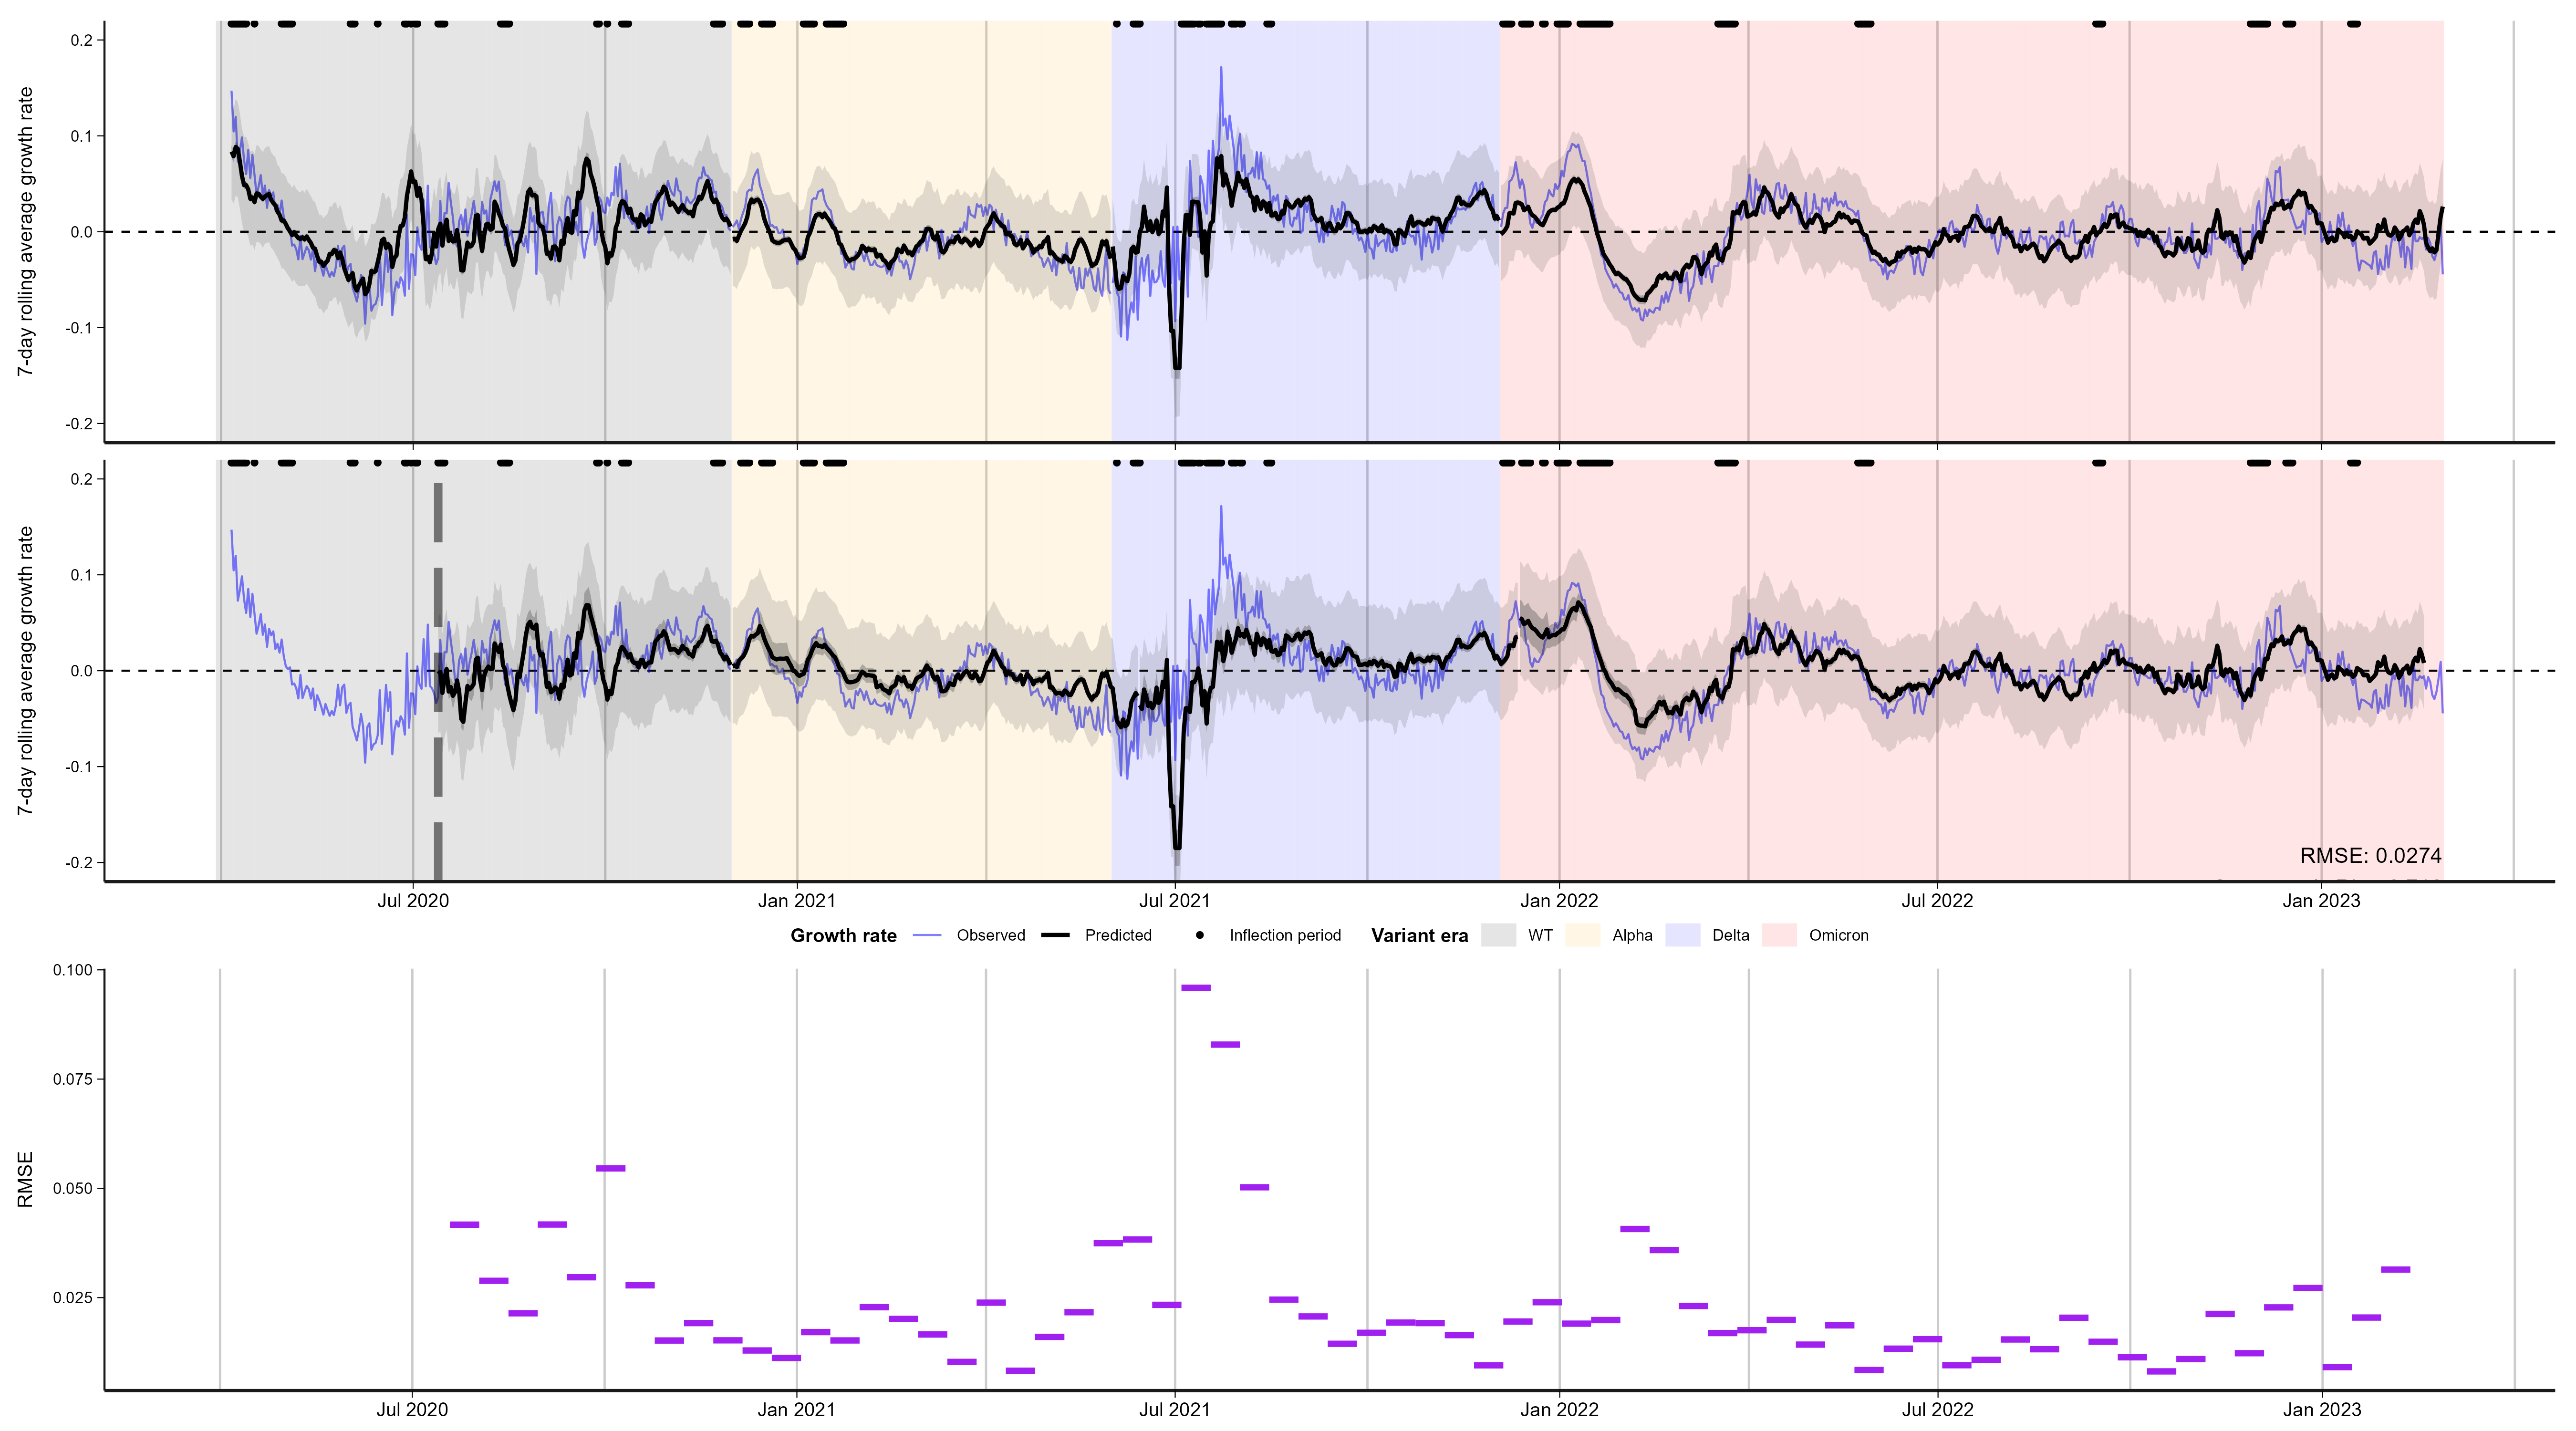 7-day rolling average growth rate
0.2
0.1
0.0
-0.1
-0.2
7-day rolling average growth rate
0.2
0.1
0.0
-0.1
-0.2
RMSE: 0.0274
Jul 2020 Jan 2021 Jul 2021 Jan 2022 Jul 2022 Jan 2023
Growth rate Observed Predicted Inflection period Variant era WT Alpha Delta Omicron
RMSE
0.100
0.075
0.050
0.025
Jul 2020 Jan 2021 Jul 2021 Jan 2022 Jul 2022 Jan 2023